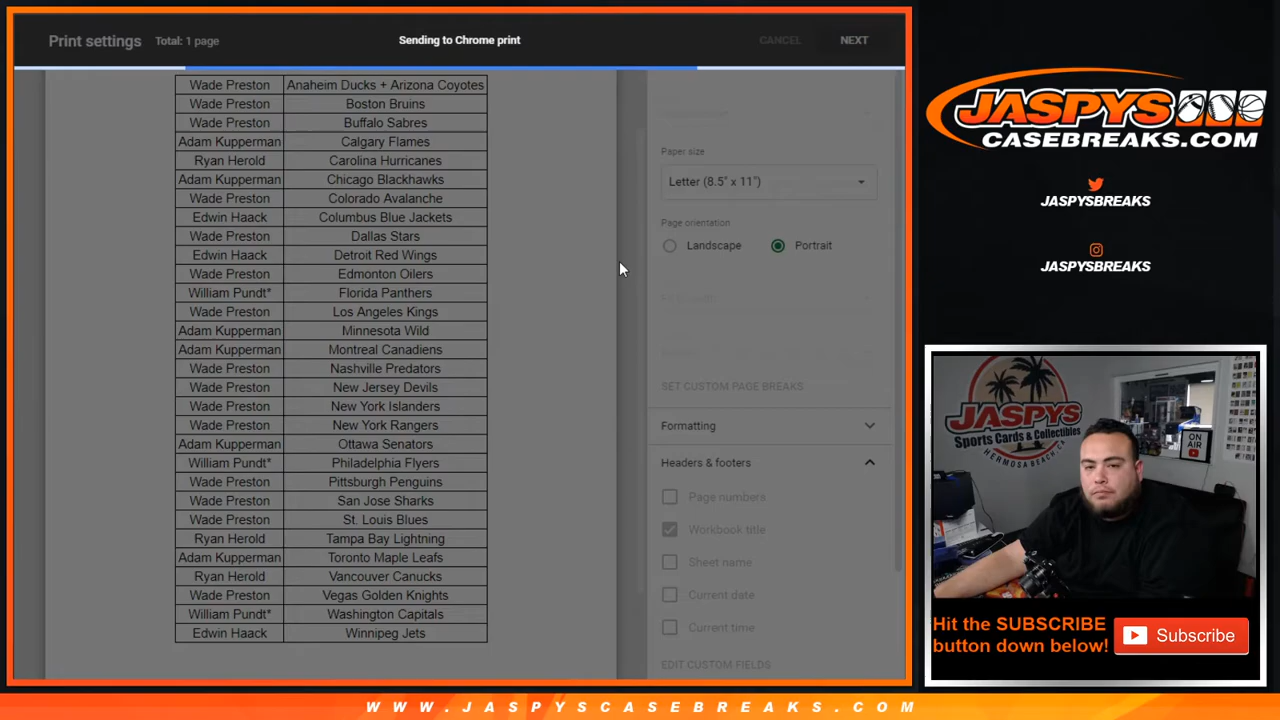 Print settings Total: 1 page Sending to Chrome print CANCEL NEXT
Wade Preston Anaheim Ducks + Arizona Coyotes
Wade Preston Boston Bruins
Wade Preston Buffalo Sabres
Adam Kupperman Calgary Flames
Ryan Herold Carolina Hurricanes
Adam Kupperman Chicago Blackhawks
Wade Preston Colorado Avalanche
Edwin Haack Columbus Blue Jackets
Wade Preston Dallas Stars
Edwin Haack Detroit Red Wings
Wade Preston Edmonton Oilers
William Pundt* Florida Panthers
Wade Preston Los Angeles Kings
Adam Kupperman Minnesota Wild
Adam Kupperman Montreal Canadiens
Wade Preston Nashville Predators
Wade Preston New Jersey Devils
Wade Preston New York Islanders
Wade Preston New York Rangers
Adam Kupperman Ottawa Senators
William Pundt* Philadelphia Flyers
Wade Preston Pittsburgh Penguins
Wade Preston San Jose Sharks
Wade Preston St. Louis Blues
Ryan Herold Tampa Bay Lightning
Adam Kupperman Toronto Maple Leafs
Ryan Herold Vancouver Canucks
Wade Preston Vegas Golden Knights
William Pundt* Washington Capitals
Edwin Haack Winnipeg Jets
Paper size
Letter (8.5" x 11")
Page orientation
Landscape Portrait
SET CUSTOM PAGE BREAKS
Formatting
Headers & footers
Page numbers
Workbook title
Sheet name
Current date
Current time
EDIT CUSTOM FIELDS
JASPYS
CASEBREAKS.COM
JASPYSBREAKS
JASPYSBREAKS
JASPYS
Sports Cards & Collectibles
HERMOSA BEACH CA
ON
AIR
Hit the SUBSCRIBE
button down below!
Subscribe
WWW.JASPYSCASEBREAKS.COM